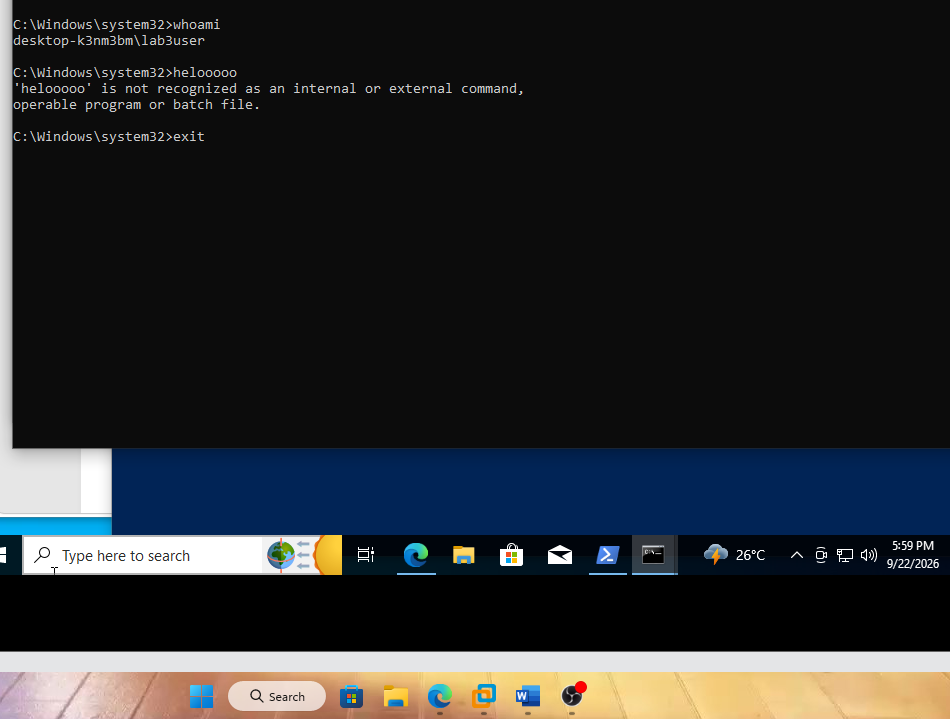 C:\Windows\system32>whoami
desktop-k3nm3bm\lab3user
C:\Windows\system32>helooooo
'helooooo' is not recognized as an internal or external command,
operable program or batch file.
C:\Windows\system32>exit
Type here to search
26°C
5:59 PM
9/22/2026
Search